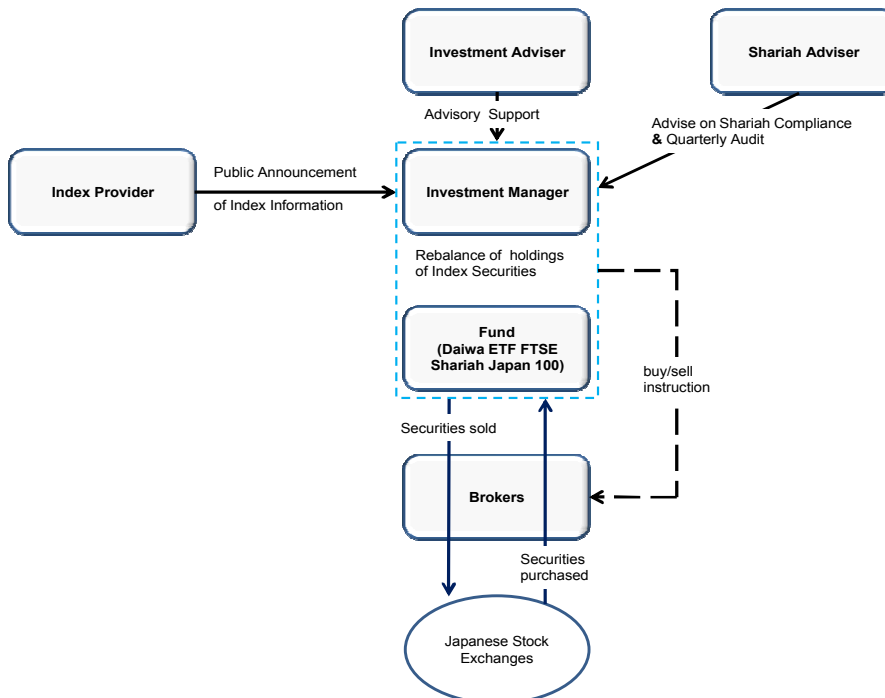 Investment Adviser
Shariah Adviser
Advisory Support
Advise on Shariah Compliance
& Quarterly Audit
Index Provider
Public Announcement
of Index Information
Investment Manager
Rebalance of holdings
of Index Securities
Fund
(Daiwa ETF FTSE
Shariah Japan 100)
buy/sell
instruction
Securities sold
Brokers
Securities
purchased
Japanese Stock
Exchanges